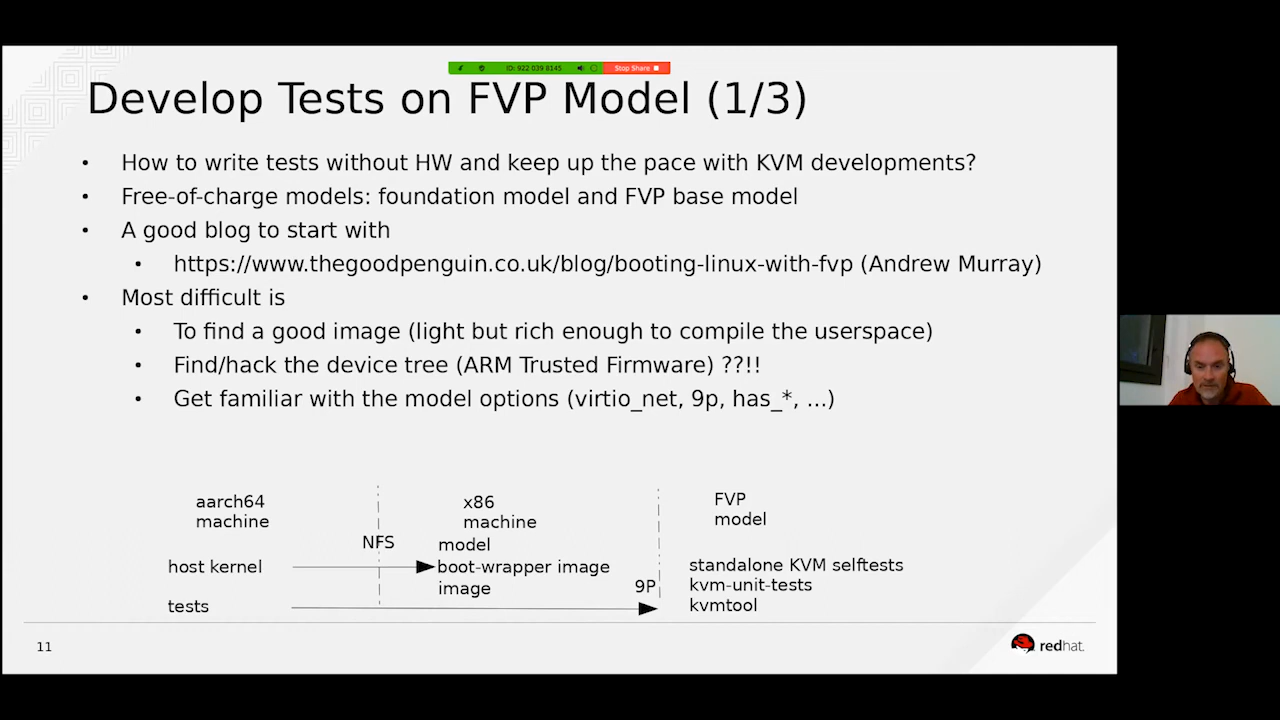 ID: 922 039 8145 Stop Share
Develop Tests on FVP Model (1/3)
• How to write tests without HW and keep up the pace with KVM developments?
• Free-of-charge models: foundation model and FVP base model
• A good blog to start with
• https://www.thegoodpenguin.co.uk/blog/booting-linux-with-fvp (Andrew Murray)
• Most difficult is
• To find a good image (light but rich enough to compile the userspace)
• Find/hack the device tree (ARM Trusted Firmware) ??!!
• Get familiar with the model options (virtio_net, 9p, has_*, ...)
aarch64
machine
x86
machine
FVP
model
NFS
model
host kernel
boot-wrapper image
image
tests
9P
standalone KVM selftests
kvm-unit-tests
kvmtool
11
redhat.